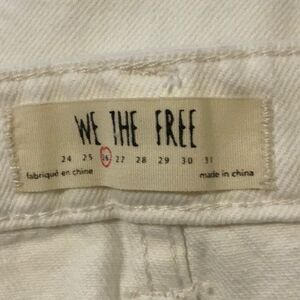 WE THE FREE
24 25 26 27 28 29 30 31
fabriqué en chine made in china